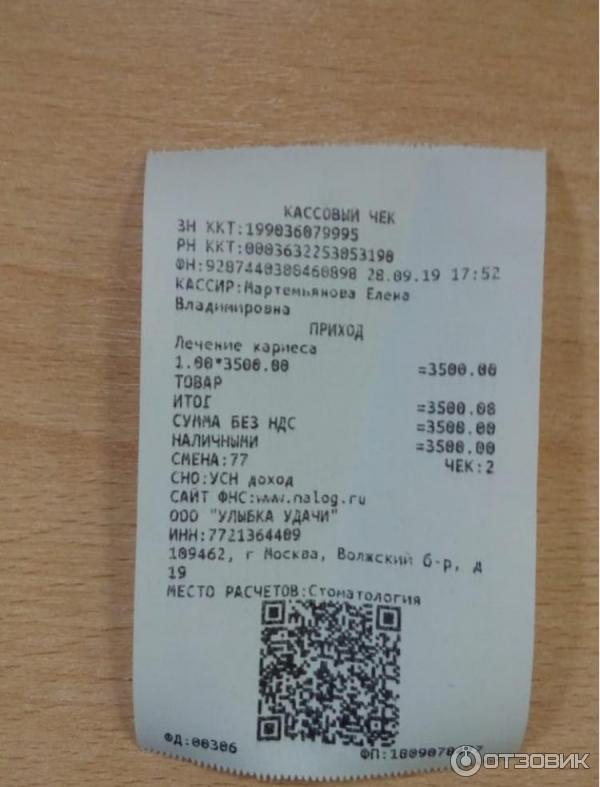 КАССОВЫЙ ЧЕК
ЗН ККТ:199036079995
РН ККТ:0003632253053190
ФН:9287440300460898 28.09.19 17:52
КАССИР:Мартемьянова Елена
Владимировна
ПРИХОД
Лечение кариеса
1.00*3500.00 =3500.00
ТОВАР
ИТОГ =3500.00
СУММА БЕЗ НДС =3500.00
НАЛИЧНЫМИ =3500.00
СМЕНА:77 ЧЕК:2
СНО:УСН доход
САЙТ ФНС:www.nalog.ru
ООО "УЛЫБКА УДАЧИ"
ИНН:7721364409
109462, г Москва, Волжский б-р, д
19
МЕСТО РАСЧЕТОВ:Стоматология
ФД:00306
ОТЗОВИК